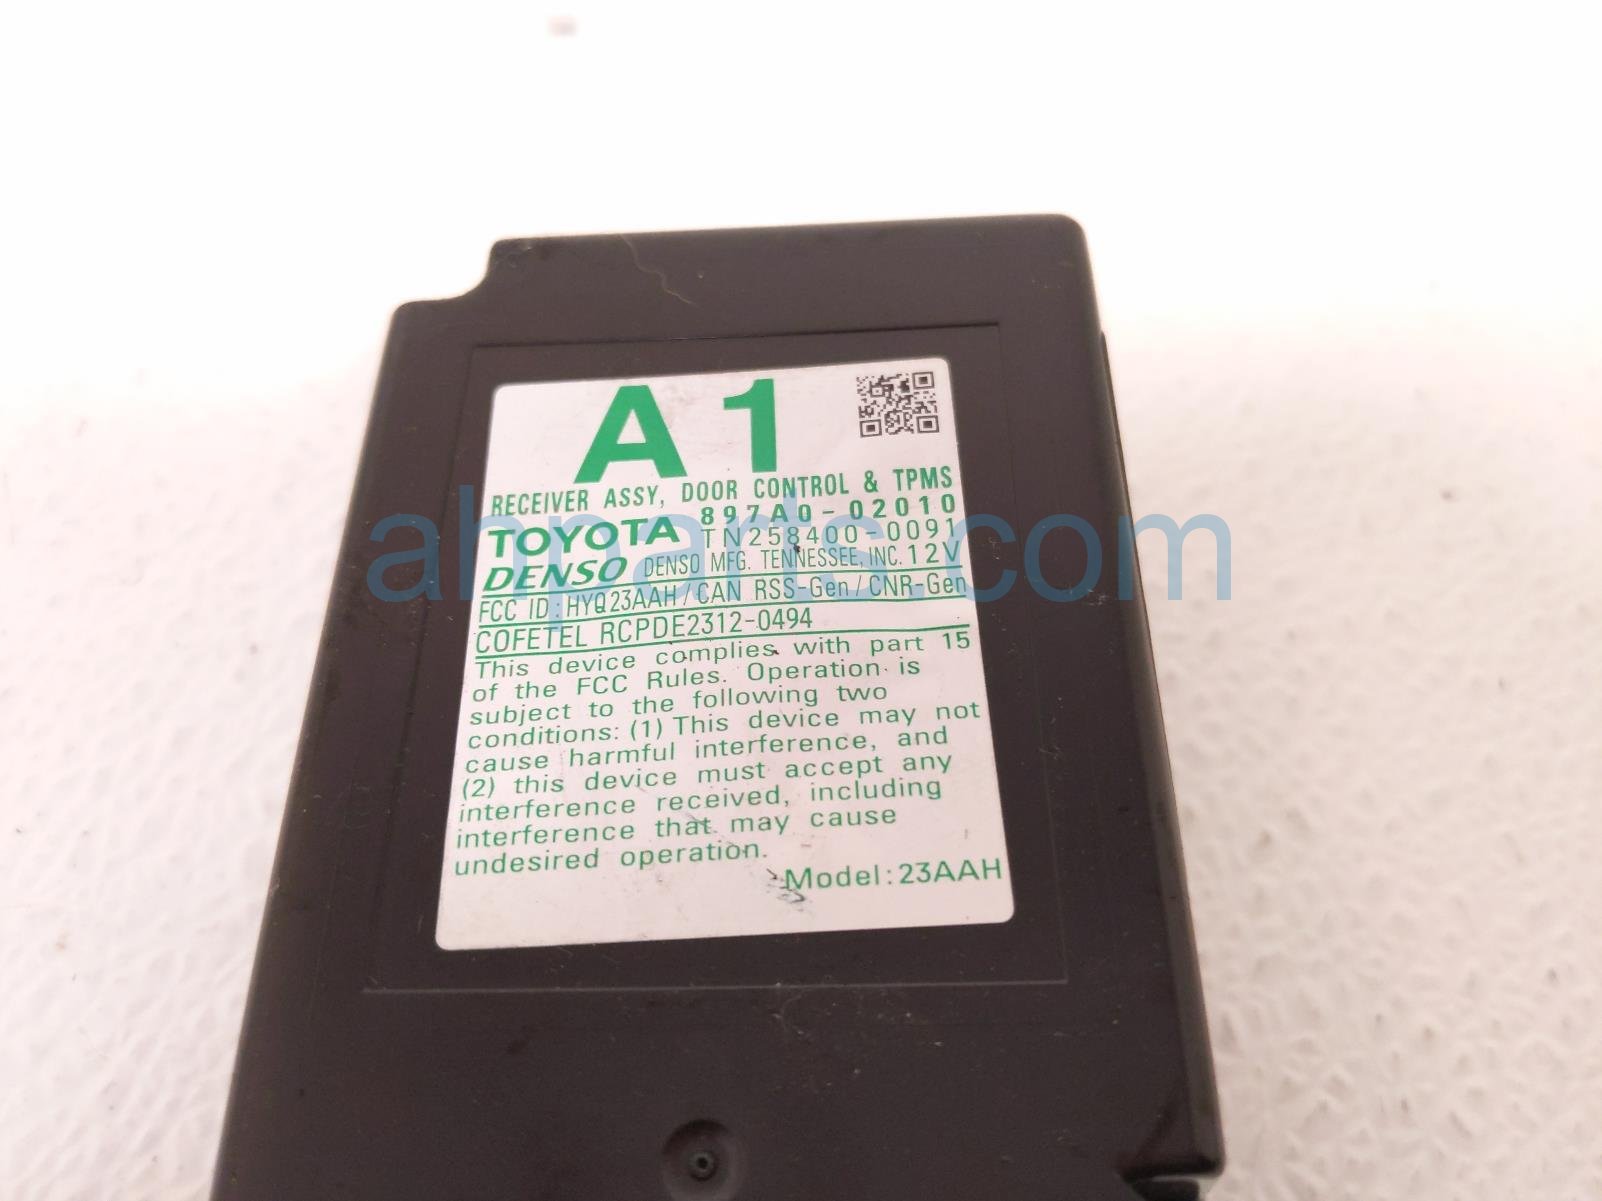 A1
RECEIVER ASSY, DOOR CONTROL & TPMS
TOYOTA 897A0-02010
TN258400-0091
DENSO DENSO MFG. TENNESSEE, INC. 12V
FCC ID: HYQ23AAH/CAN RSS-Gen/CNR-Gen
COFETEL RCPDE2312-0494
This device complies with part 15
of the FCC Rules. Operation is
subject to the following two
conditions: (1) This device may not
cause harmful interference, and
(2) this device must accept any
interference received, including
interference that may cause
undesired operation.
Model:23AAH
ahparts.com